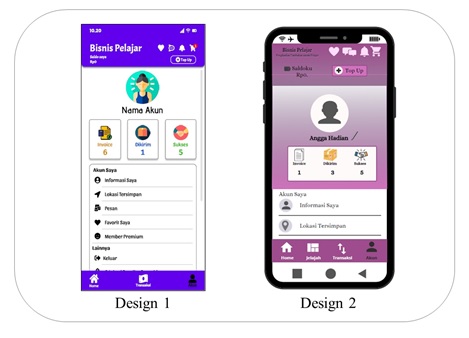 10.20
Bisnis Pelajar
Saldo saya
Rp0
Top Up
Nama Akun
Invoice
6
Dikirim
1
Sukses
5
Akun Saya
Informasi Saya
Lokasi Tersimpan
Pesan
Favorit Saya
Member Premium
Lainnya
Keluar
Home
Transaksi
Akun
Design 1
Bisnis Pelajar
Saldoku
Rp0,
Top Up
Angga Hadian
Invoice
1
Dikirim
3
Sukses
5
Akun Saya
Informasi Saya
Lokasi Tersimpan
Home
Jelajah
Transaksi
Akun
Design 2